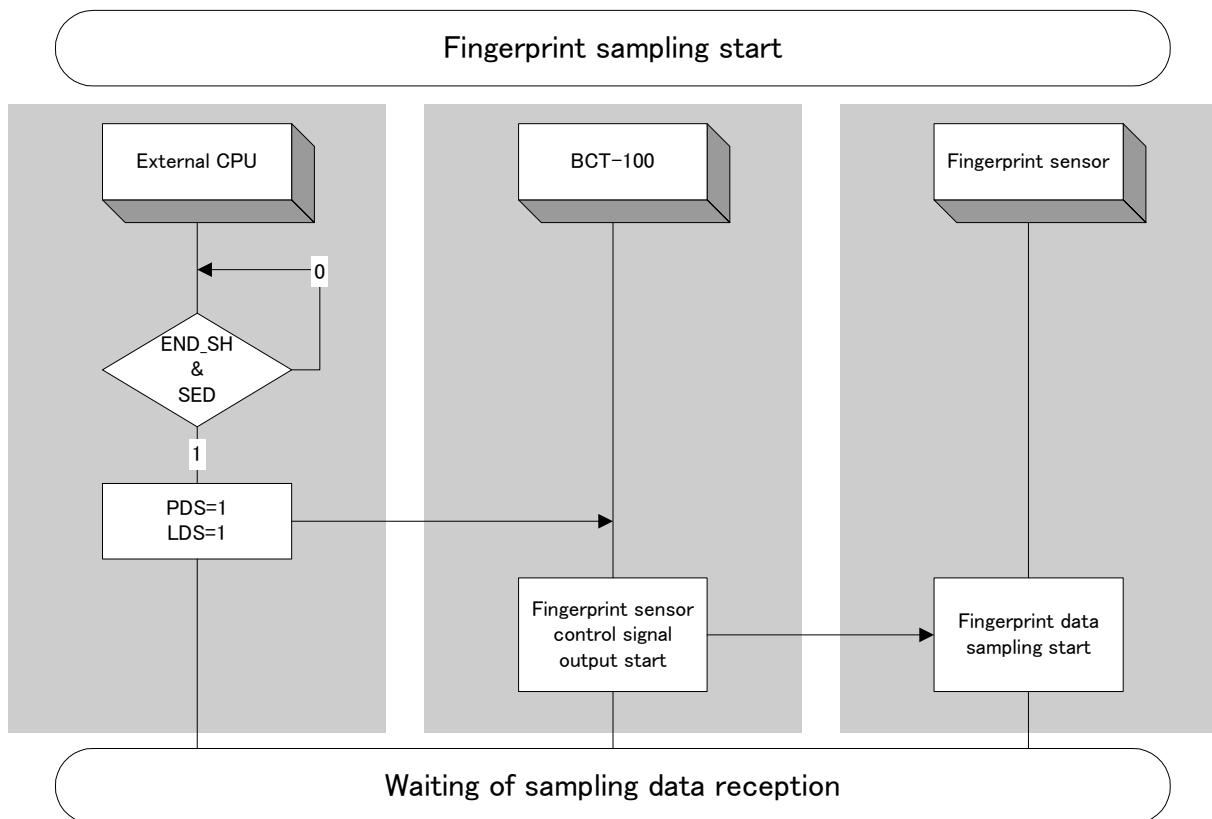 Fingerprint sampling start
External CPU
BCT-100
Fingerprint sensor
0
END_SH
&
SED
1
PDS=1
LDS=1
Fingerprint sensor
control signal
output start
Fingerprint data
sampling start
Waiting of sampling data reception